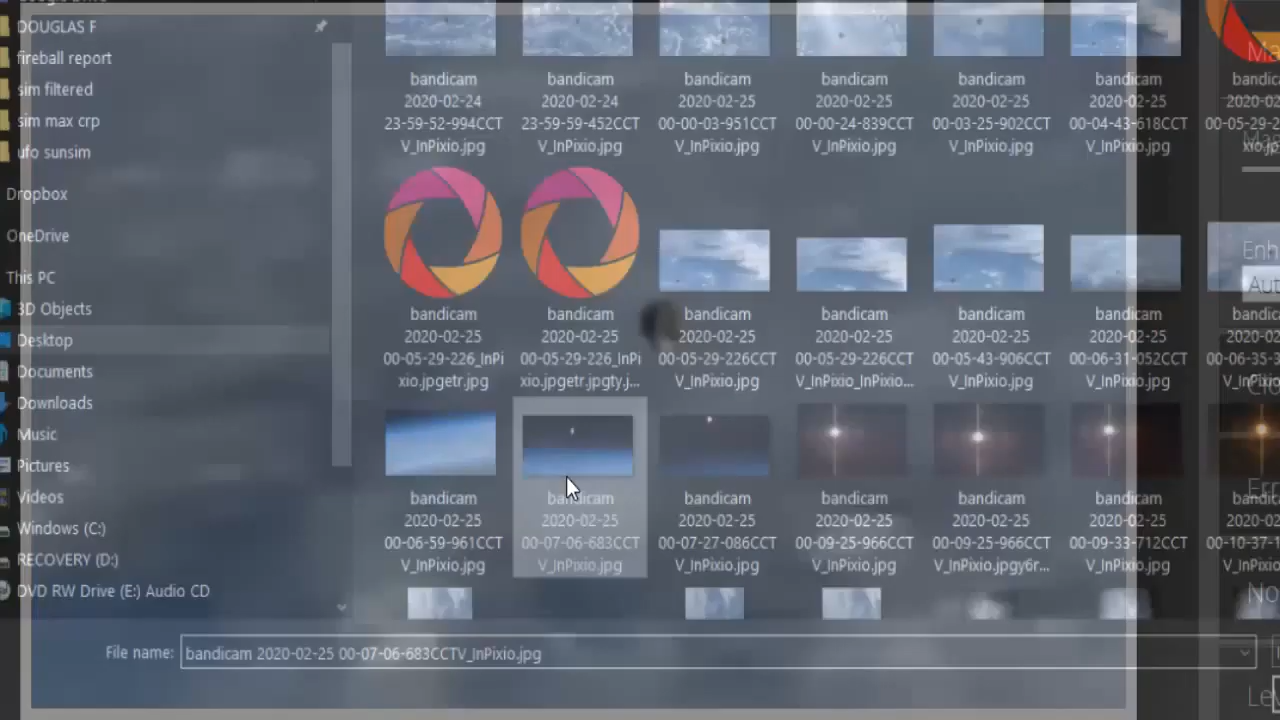 DOUGLAS F
fireball report
sim filtered
sim max crp
ufo sunsim
Dropbox
OneDrive
This PC
3D Objects
Desktop
Documents
Downloads
Music
Pictures
Videos
Windows (C:)
RECOVERY (D:)
DVD RW Drive (E:) Audio CD
bandicam
2020-02-24
23-59-52-994CCT
V_InPixio.jpg
bandicam
2020-02-24
23-59-59-452CCT
V_InPixio.jpg
bandicam
2020-02-25
00-00-03-951CCT
V_InPixio.jpg
bandicam
2020-02-25
00-00-24-839CCT
V_InPixio.jpg
bandicam
2020-02-25
00-03-25-902CCT
V_InPixio.jpg
bandicam
2020-02-25
00-04-43-618CCT
V_InPixio.jpg
bandicam
2020-02-25
00-05-29-226_InPi
xio.jpgetr.jpg
bandicam
2020-02-25
00-05-29-226_InPi
xio.jpgetr.jpgty.j...
bandicam
2020-02-25
00-05-29-226CCT
V_InPixio.jpg
bandicam
2020-02-25
00-05-29-226CCT
V_InPixio_InPixio...
bandicam
2020-02-25
00-05-43-906CCT
V_InPixio.jpg
bandicam
2020-02-25
00-06-31-052CCT
V_InPixio.jpg
bandicam
2020-02-25
00-06-59-961CCT
V_InPixio.jpg
bandicam
2020-02-25
00-07-06-683CCT
V_InPixio.jpg
bandicam
2020-02-25
00-07-27-086CCT
V_InPixio.jpg
bandicam
2020-02-25
00-09-25-966CCT
V_InPixio.jpg
bandicam
2020-02-25
00-09-25-966CCT
V_InPixio.jpgy6r...
bandicam
2020-02-25
00-09-33-712CCT
V_InPixio.jpg
File name: bandicam 2020-02-25 00-07-06-683CCTV_InPixio.jpg